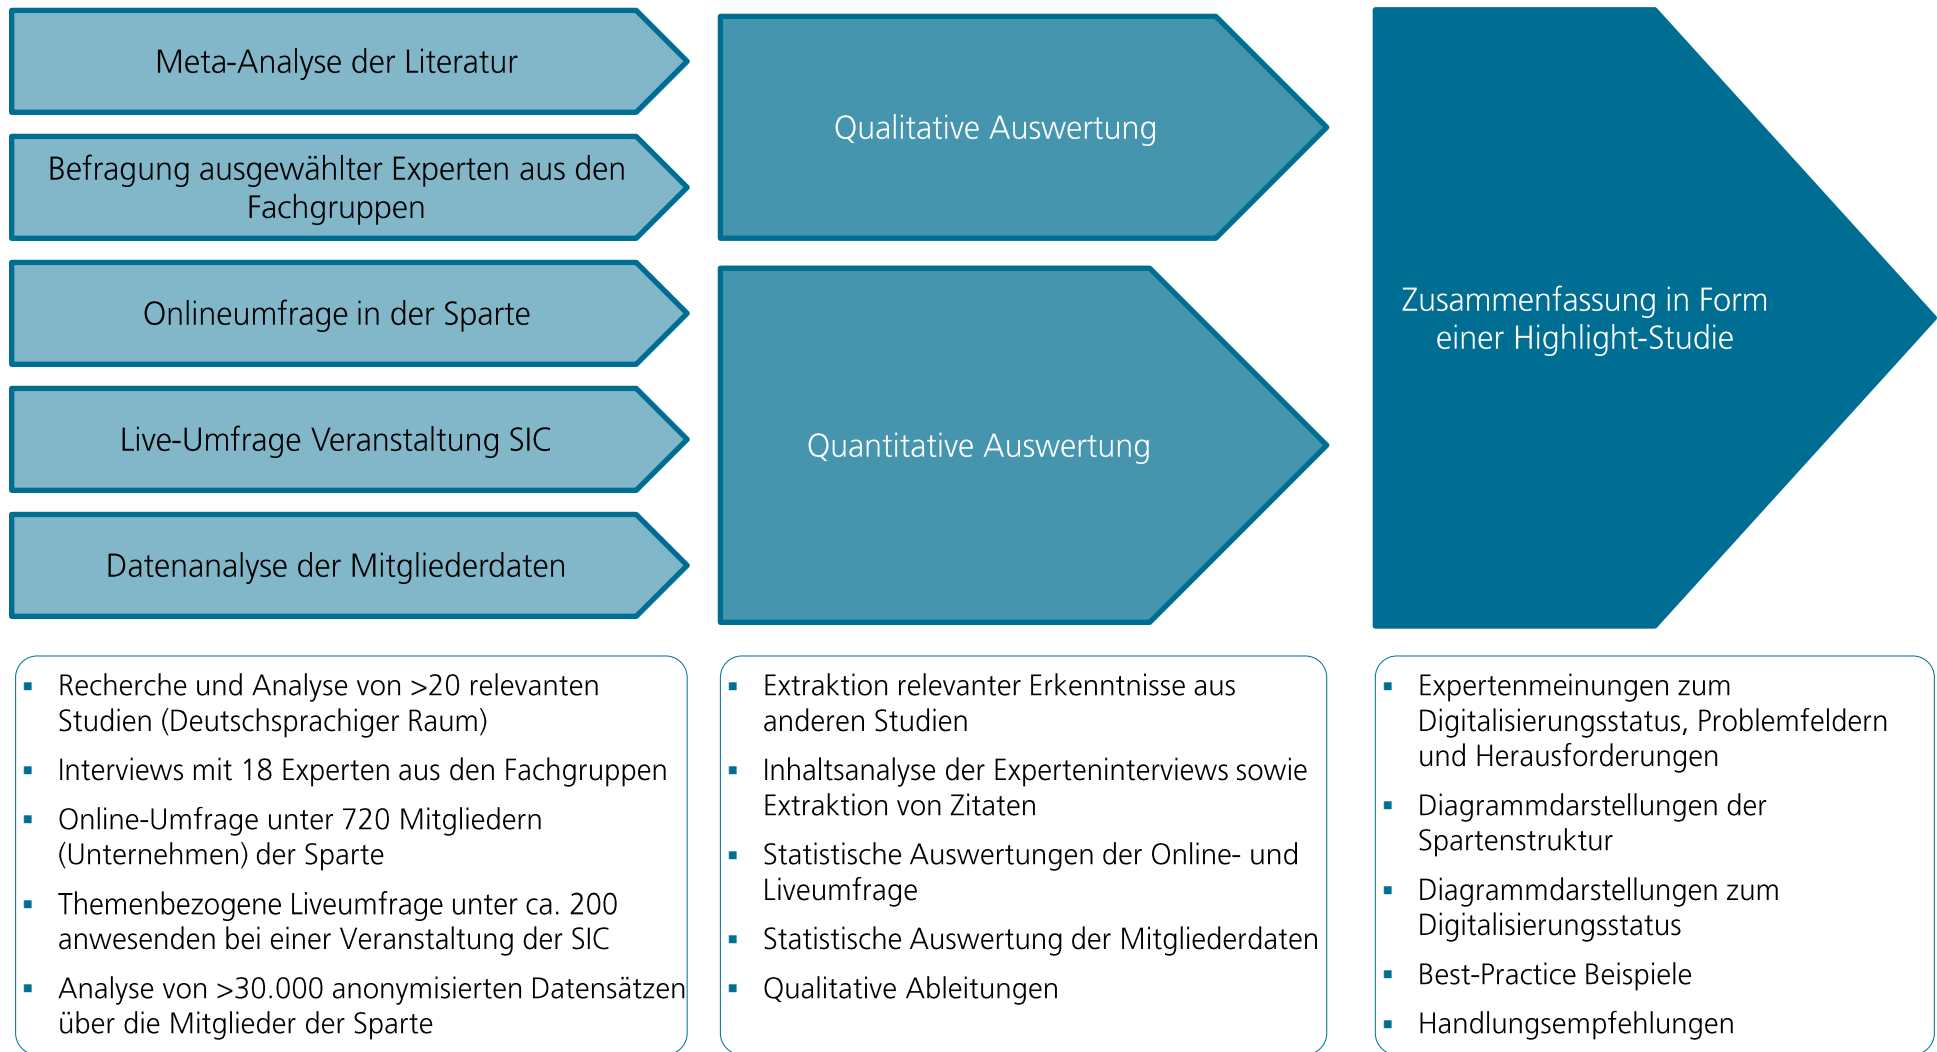 Meta-Analyse der Literatur
Befragung ausgewählter Experten aus den
Fachgruppen
Onlineumfrage in der Sparte
Live-Umfrage Veranstaltung SIC
Datenanalyse der Mitgliederdaten
Qualitative Auswertung
Quantitative Auswertung
Zusammenfassung in Form
einer Highlight-Studie
▪ Recherche und Analyse von >20 relevanten
Studien (Deutschsprachiger Raum)
▪ Interviews mit 18 Experten aus den Fachgruppen
▪ Online-Umfrage unter 720 Mitgliedern
(Unternehmen) der Sparte
▪ Themenbezogene Liveumfrage unter ca. 200
anwesenden bei einer Veranstaltung der SIC
▪ Analyse von >30.000 anonymisierten Datensätzen
über die Mitglieder der Sparte
▪ Extraktion relevanter Erkenntnisse aus
anderen Studien
▪ Inhaltsanalyse der Experteninterviews sowie
Extraktion von Zitaten
▪ Statistische Auswertungen der Online- und
Liveumfrage
▪ Statistische Auswertung der Mitgliederdaten
▪ Qualitative Ableitungen
▪ Expertenmeinungen zum
Digitalisierungsstatus, Problemfeldern
und Herausforderungen
▪ Diagrammdarstellungen der
Spartenstruktur
▪ Diagrammdarstellungen zum
Digitalisierungsstatus
▪ Best-Practice Beispiele
▪ Handlungsempfehlungen